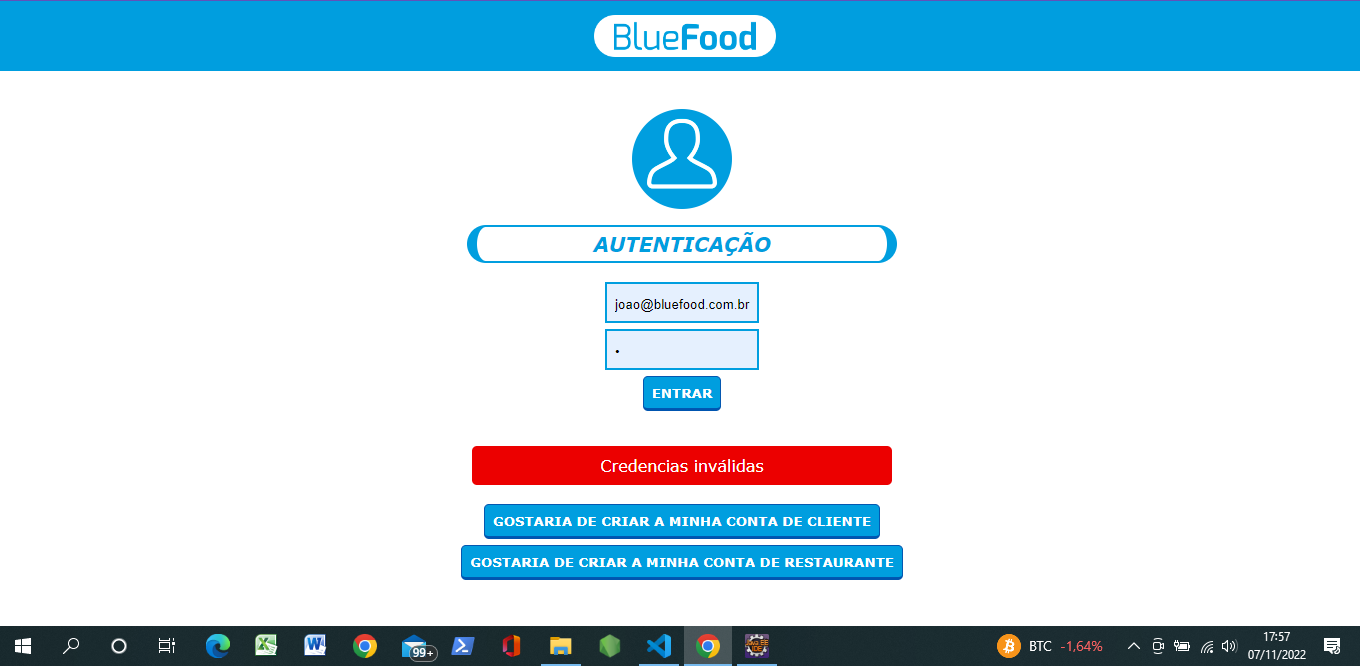 BlueFood
AUTENTICAÇÃO
joao@bluefood.com.br
•
ENTRAR
Credencias inválidas
GOSTARIA DE CRIAR A MINHA CONTA DE CLIENTE
GOSTARIA DE CRIAR A MINHA CONTA DE RESTAURANTE
99+
BTC -1,64%
17:57
07/11/2022